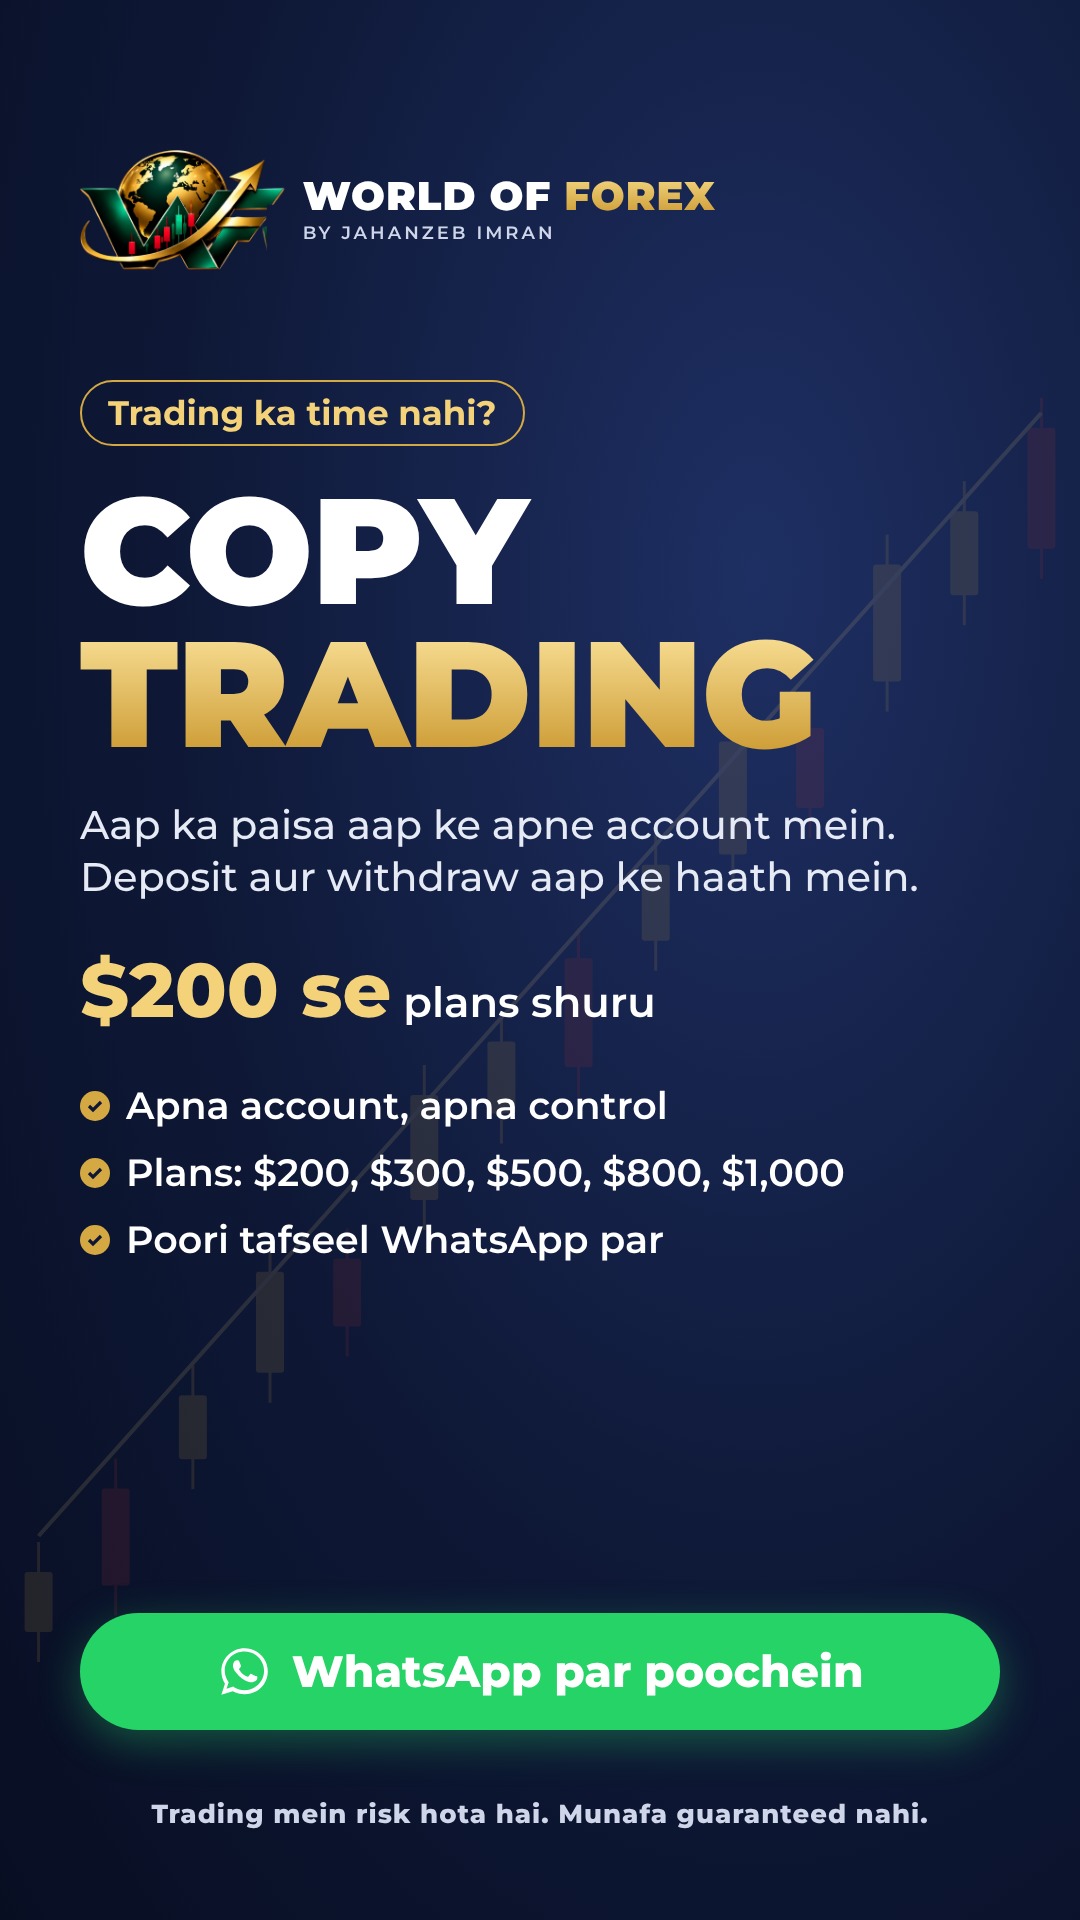 WF
WORLD OF FOREX
BY JAHANZEB IMRAN
Trading ka time nahi?
COPY
TRADING
Aap ka paisa aap ke apne account mein.
Deposit aur withdraw aap ke haath mein.
$200 se plans shuru
Apna account, apna control
Plans: $200, $300, $500, $800, $1,000
Poori tafseel WhatsApp par
WhatsApp par poochein
Trading mein risk hota hai. Munafa guaranteed nahi.